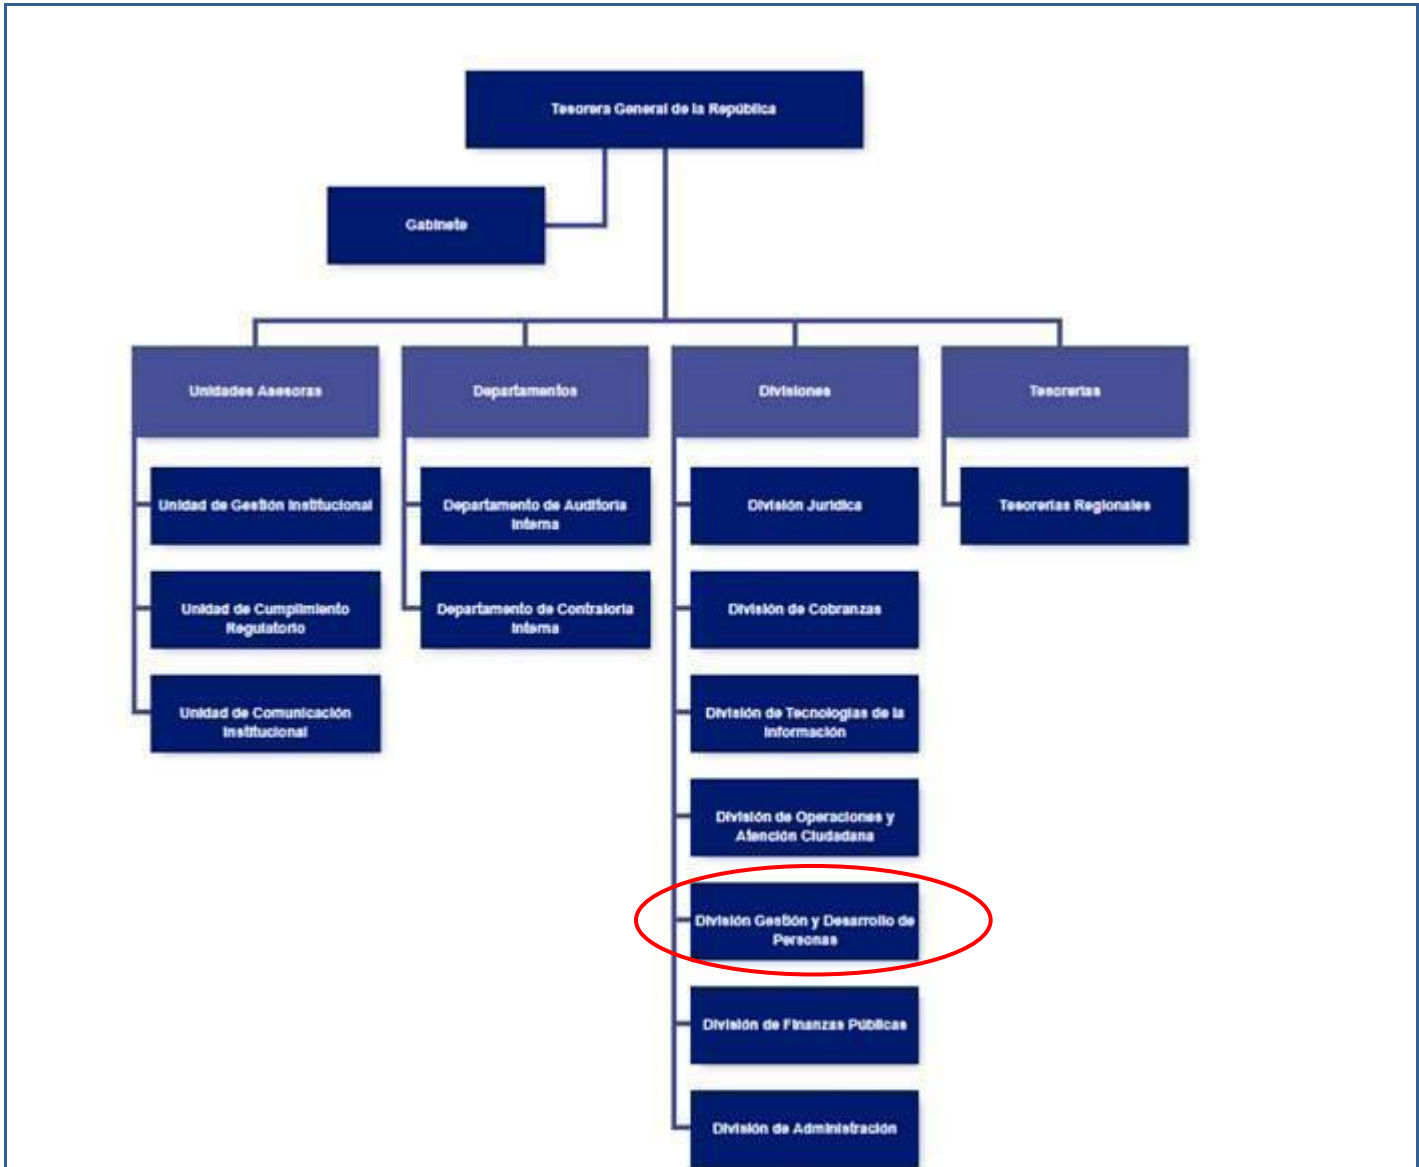 Tesorera General de la República
Gabinete
Unidades Asesoras
Departamentos
Divisiones
Tesorerías
Unidad de Gestión Institucional
Unidad de Cumplimiento
Regulatorio
Unidad de Comunicación
Institucional
Departamento de Auditoría
Interna
Departamento de Contraloría
Interna
División Jurídica
División de Cobranzas
División de Tecnologías de la
Información
División de Operaciones y
Atención Ciudadana
División Gestión y Desarrollo de
Personas
División de Finanzas Públicas
División de Administración
Tesorerías Regionales